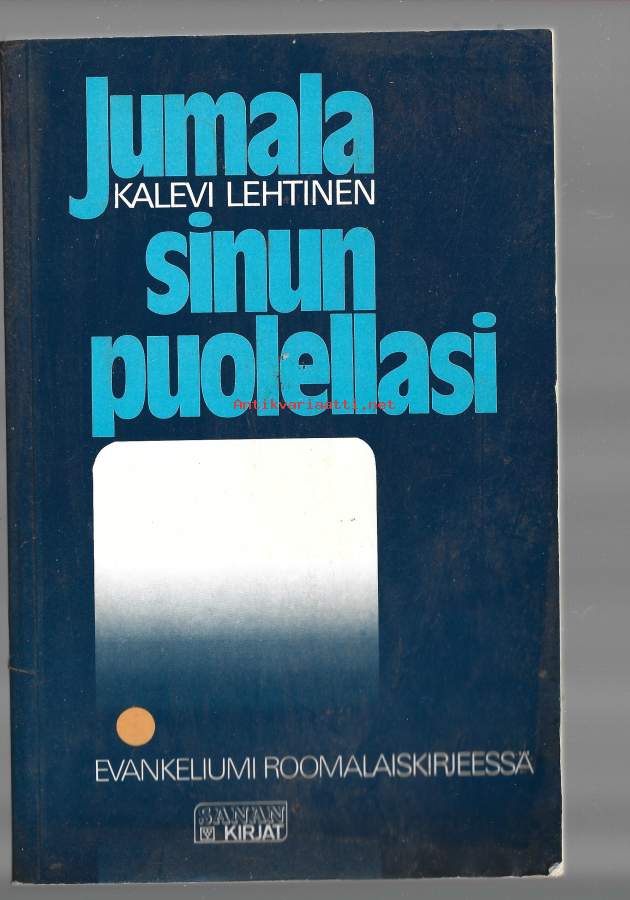 Jumala
KALEVI LEHTINEN
sinun
puolellasi
Antikvariaatti.net
EVANKELIUMI ROOMALAISKIRJEESSÄ
SANAN
KIRJAT